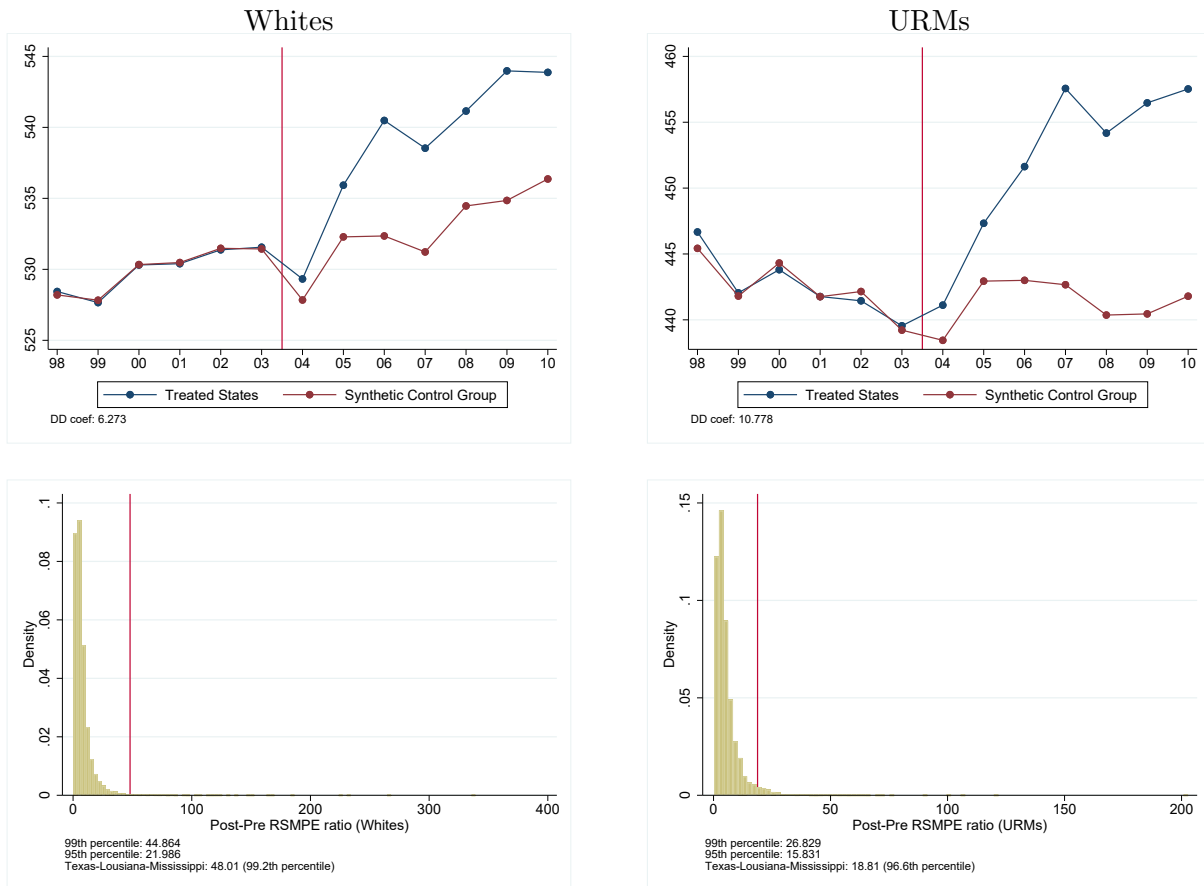 Whites
545
540
535
530
525
98 99 00 01 02 03 04 05 06 07 08 09 10
Treated States Synthetic Control Group
DD coef: 6.273
URMs
460
455
450
445
440
98 99 00 01 02 03 04 05 06 07 08 09 10
Treated States Synthetic Control Group
DD coef: 10.778
.1
.08
.06
.04
.02
0
Density
0 100 200 300 400
Post-Pre RSMPE ratio (Whites)
99th percentile: 44.864
95th percentile: 21.986
Texas-Lousiana-Mississippi: 48.01 (99.2th percentile)
.15
.1
.05
0
Density
0 50 100 150 200
Post-Pre RSMPE ratio (URMs)
99th percentile: 26.829
95th percentile: 15.831
Texas-Lousiana-Mississippi: 18.81 (96.6th percentile)